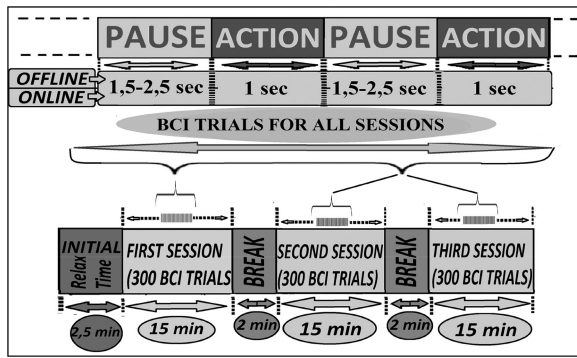 PAUSE ACTION PAUSE ACTION
OFFLINE
ONLINE
1,5-2,5 sec 1 sec 1,5-2,5 sec 1 sec
BCI TRIALS FOR ALL SESSIONS
INITIAL
Relax
Time
FIRST SESSION
(300 BCI TRIALS
BREAK
SECOND SESSION
(300 BCI TRIALS)
BREAK
THIRD SESSION
(300 BCI TRIALS)
2,5 min 15 min 2 min 15 min 2 min 15 min